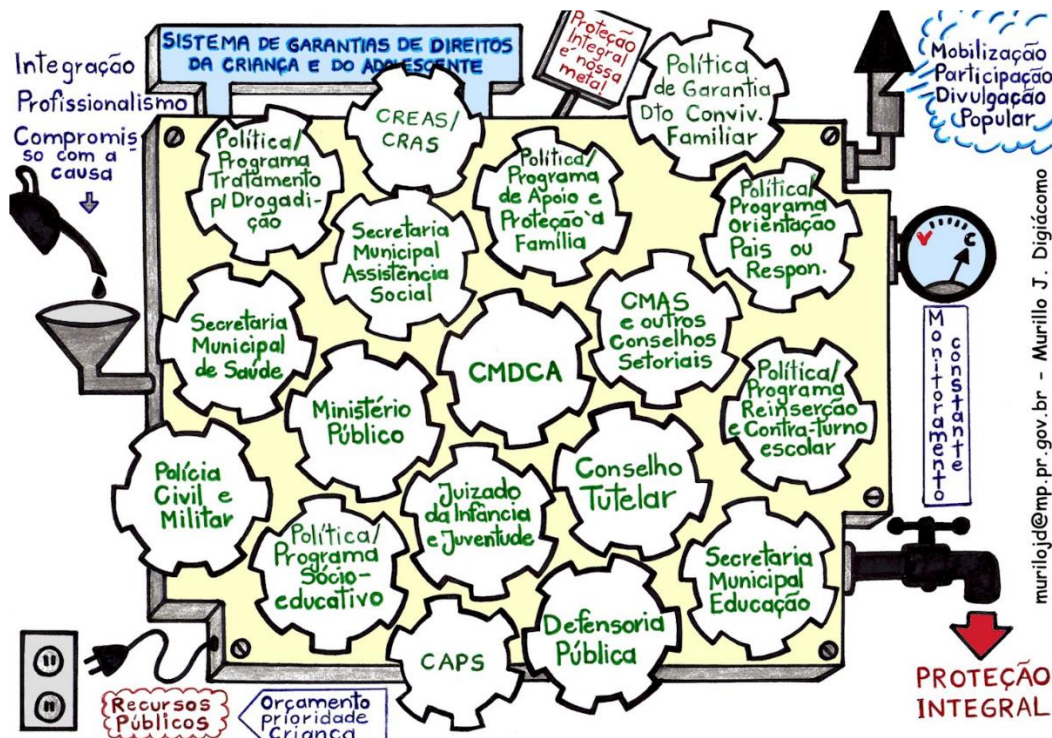 SISTEMA DE GARANTIAS DE DIREITOS
DA CRIANÇA E DO ADOLESCENTE
Integração
Profissionalismo
Compromis
so com a
causa
Proteção
Integral
é nossa
meta!
Mobilização
Participação
Divulgação
Popular
CREAS/
CRAS
Política
de Garantia
Dto Conviv.
Familiar
Política/
Programa
Tratamento
p/ Drogadi-
ção
Política/
Programa
de Apoio e
Proteção à
Família
Política/
Programa
Orientação
Pais ou
Respon.
Secretaria
Municipal
Assistência
Social
V C
Secretaria
Municipal
de Saúde
CMDCA
CMAS
e outros
Conselhos
Setoriais
Monitoramento
constante
Ministério
Público
Política/
Programa
Reinserção
e Contra-turno
escolar
Polícia
Civil e
Militar
Juizado
da Infância
e Juventude
Conselho
Tutelar
Política/
Programa
Sócio-
educativo
Secretaria
Municipal
Educação
CAPS
Defensoria
Pública
Recursos
Públicos
Orçamento
prioridade
Criança
PROTEÇÃO
INTEGRAL
murilojd@mp.pr.gov.br - Murillo J. Digiácomo